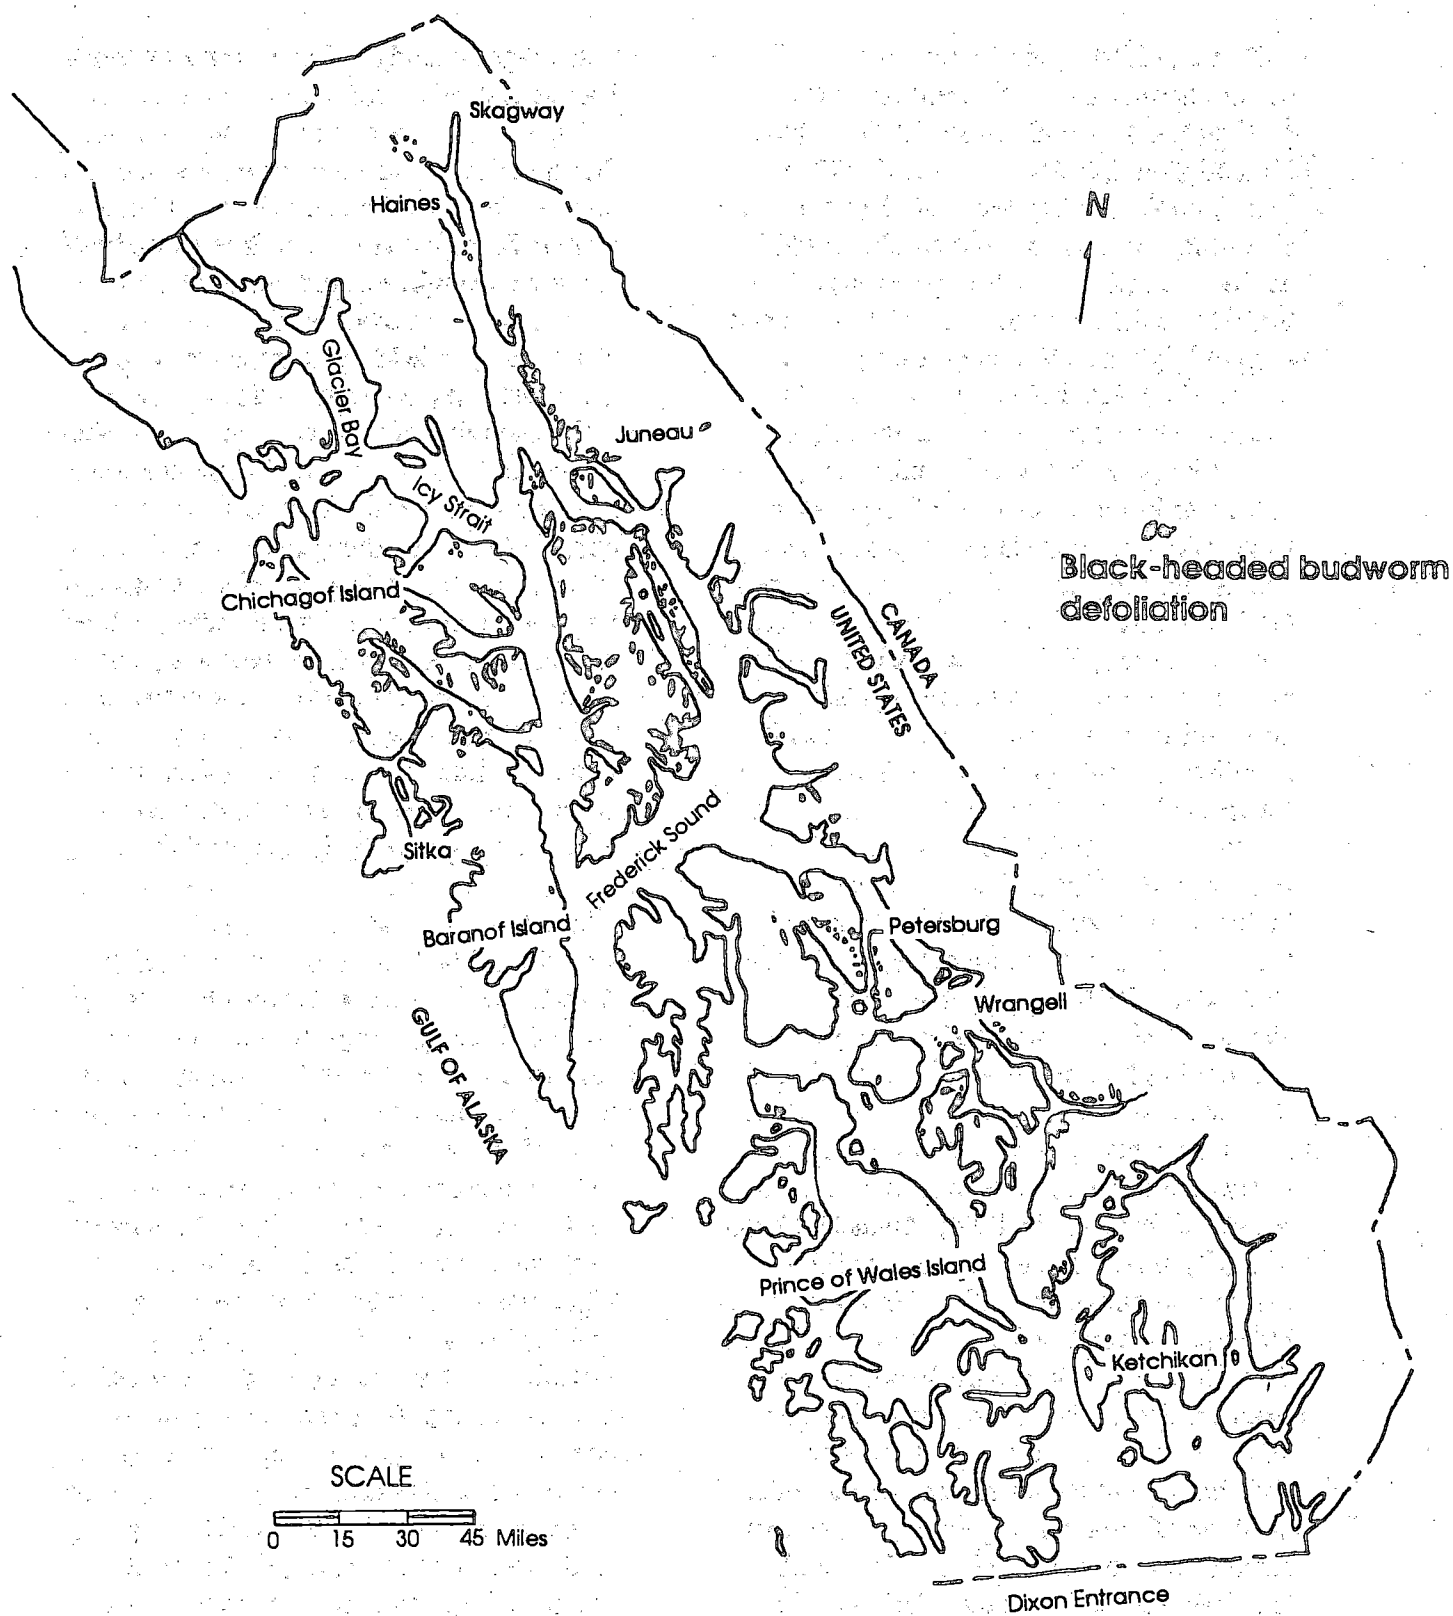 Skagway
Haines
N
Glacier Bay
Juneau
Icy Strait
Black-headed budworm
defoliation
Chichagof Island
CANADA
UNITED STATES
Frederick Sound
Sitka
Baranof Island
Petersburg
Wrangell
GULF OF ALASKA
Prince of Wales Island
Ketchikan
SCALE
0 15 30 45 Miles
Dixon Entrance